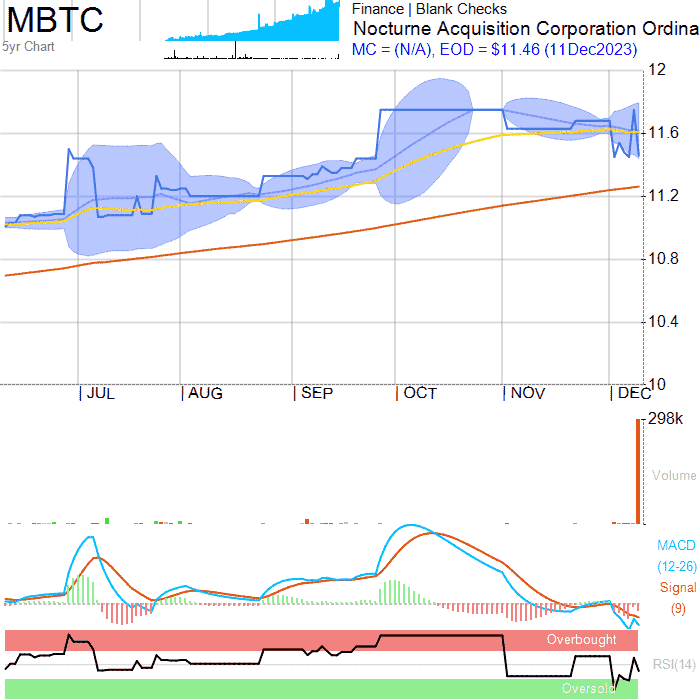 MBTC
5yr Chart
Finance | Blank Checks
Nocturne Acquisition Corporation Ordina
MC = (N/A), EOD = $11.46 (11Dec2023)
12
11.6
11.2
10.8
10.4
10
| JUL | AUG | SEP | OCT | NOV | DEC
298k
Volume
MACD
(12-26)
Signal
(9)
Overbought
RSI(14)
Oversold